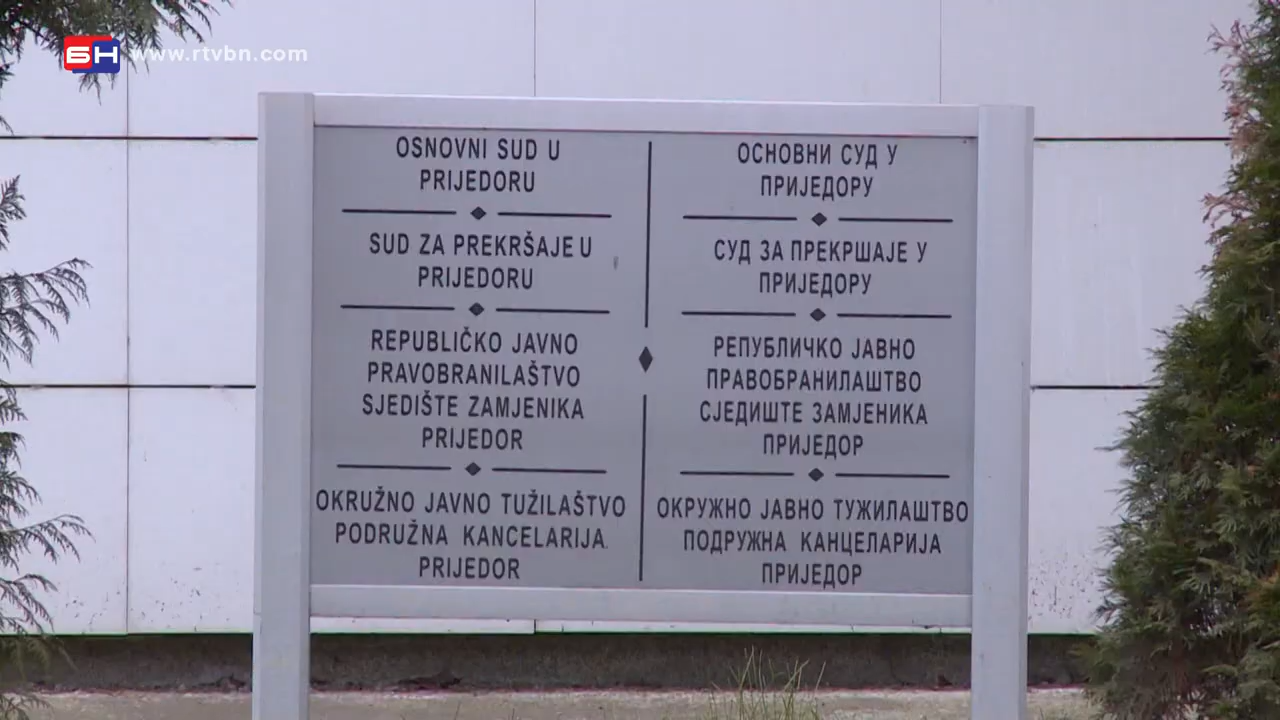 БН www.rtvbn.com
OSNOVNI SUD U
PRIJEDORU
SUD ZA PREKRŠAJE U
PRIJEDORU
REPUBLIČKO JAVNO
PRAVOBRANILAŠTVO
SJEDIŠTE ZAMJENIKA
PRIJEDOR
OKRUŽNO JAVNO TUŽILAŠTVO
PODRUŽNA KANCELARIJA
PRIJEDOR
ОСНОВНИ СУД У
ПРИЈЕДОРУ
СУД ЗА ПРЕКРШАЈЕ У
ПРИЈЕДОРУ
РЕПУБЛИЧКО ЈАВНО
ПРАВОБРАНИЛАШТВО
СЈЕДИШТЕ ЗАМЈЕНИКА
ПРИЈЕДОР
ОКРУЖНО ЈАВНО ТУЖИЛАШТВО
ПОДРУЖНА КАНЦЕЛАРИЈА
ПРИЈЕДОР